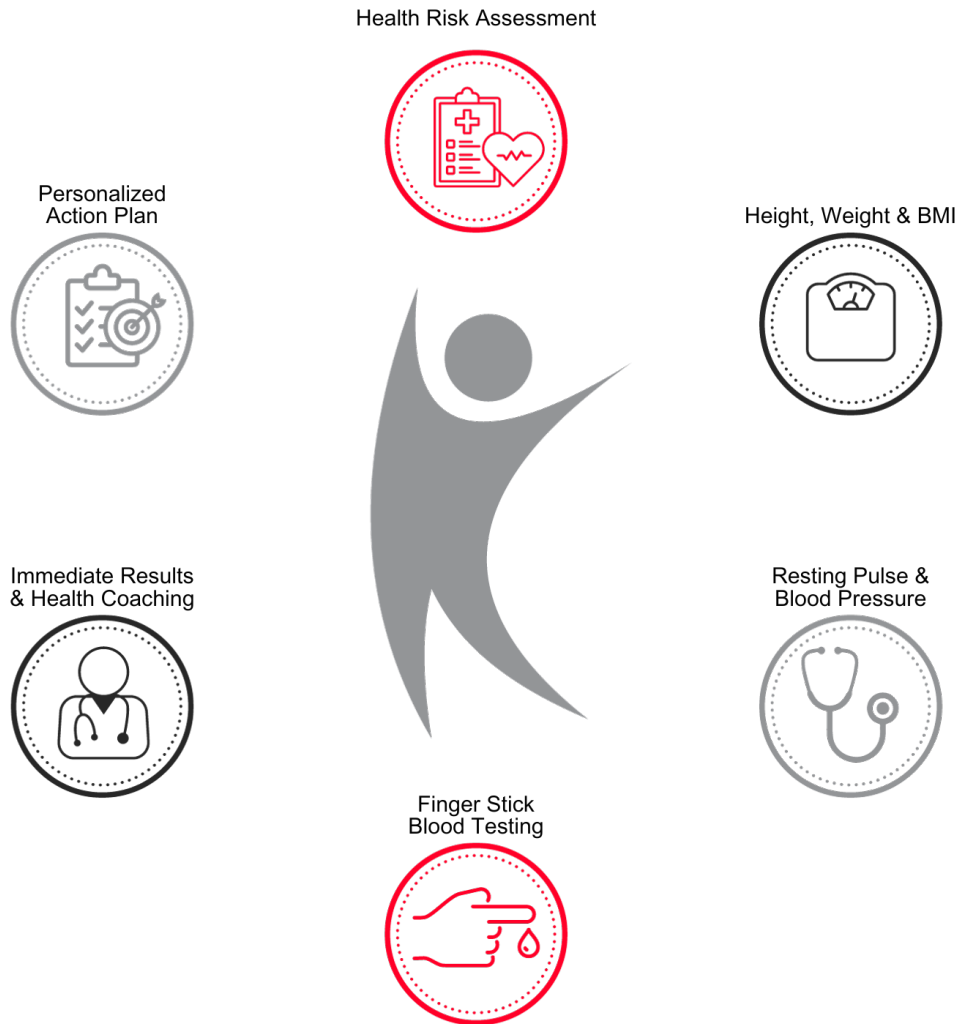 Health Risk Assessment
Personalized
Action Plan
Height, Weight & BMI
Immediate Results
& Health Coaching
Resting Pulse &
Blood Pressure
Finger Stick
Blood Testing